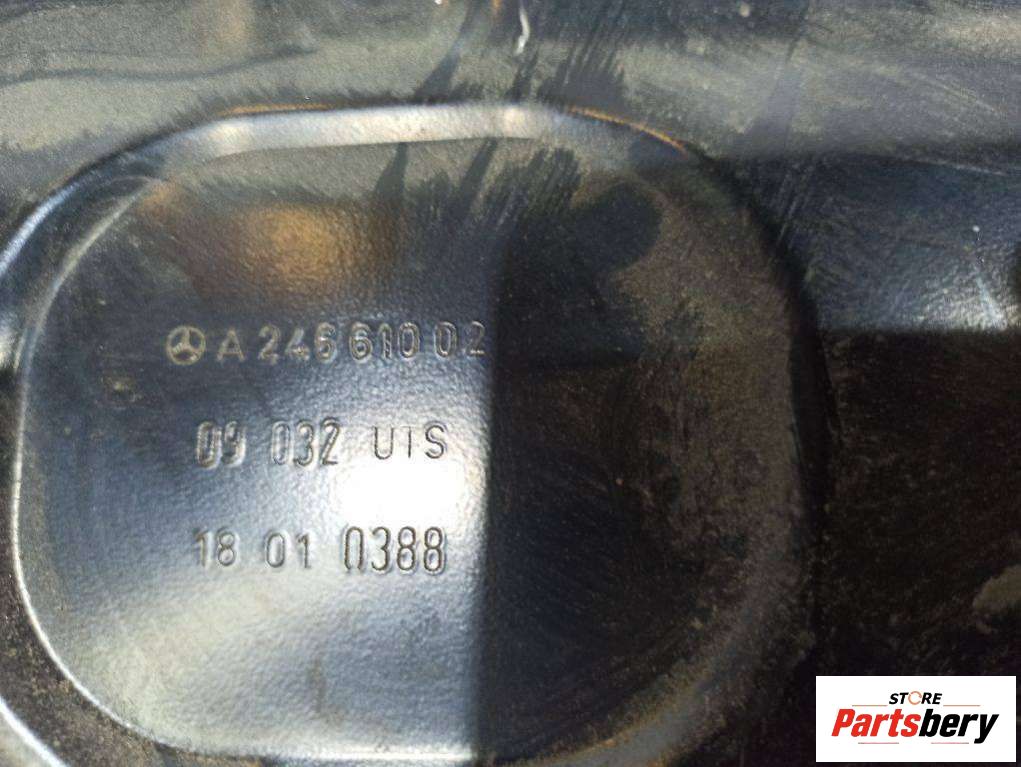 A 246 610 02
09 032 UIS
18 01 0388
STORE
Partsbery